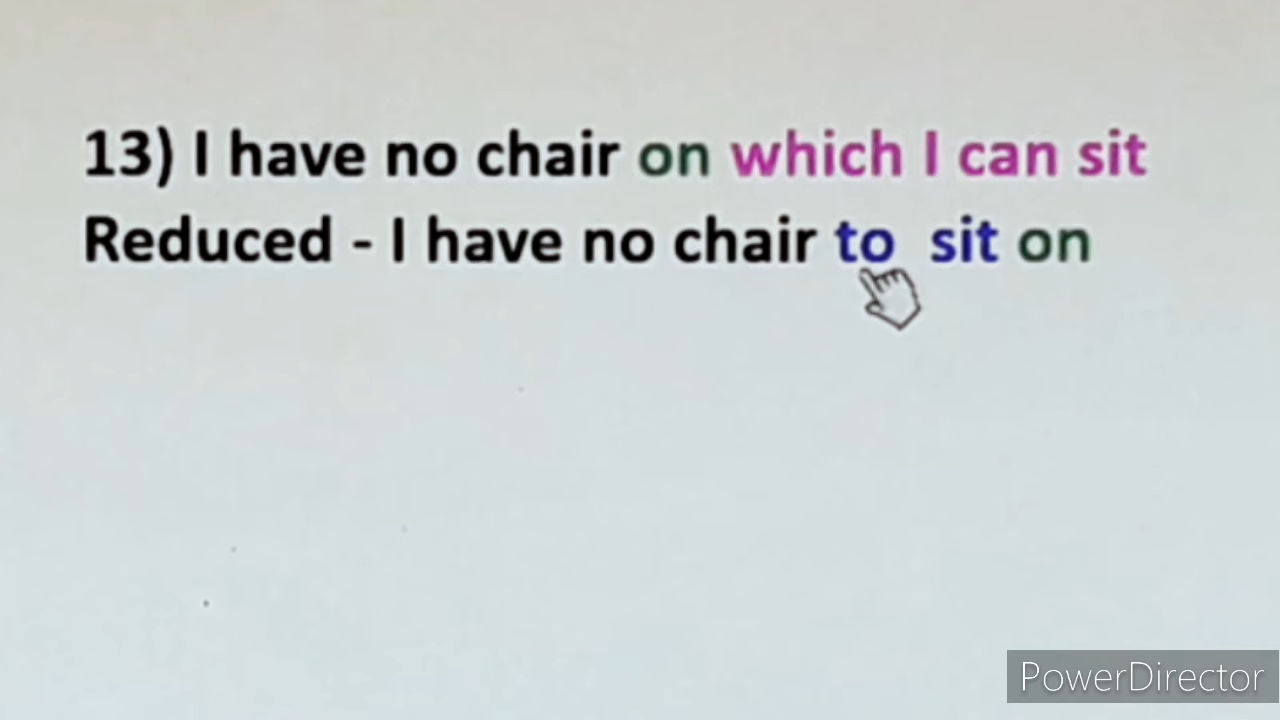 13) I have no chair on which I can sit
Reduced - I have no chair to sit on
PowerDirector